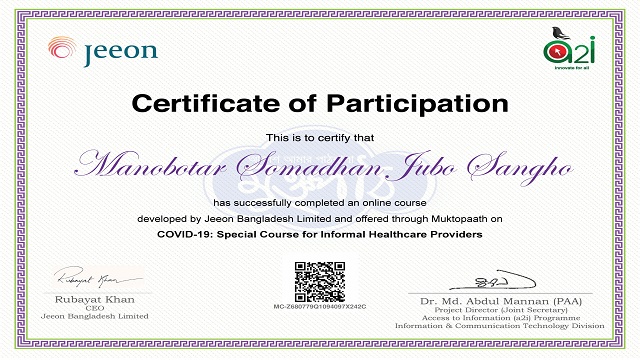 jeeon
a2i
innovate for all
Certificate of Participation
This is to certify that
Manobotar Somadhan Jubo Sangho
has successfully completed an online course
developed by Jeeon Bangladesh Limited and offered through Muktopaath on
COVID-19: Special Course for Informal Healthcare Providers
Rubayat Khan
Rubayat Khan
CEO
Jeeon Bangladesh Limited
MC-Z680779Q1094097X242C
Dr. Md. Abdul Mannan (PAA)
Project Director (Joint Secretary)
Access to Information (a2i) Programme
Information & Communication Technology Division